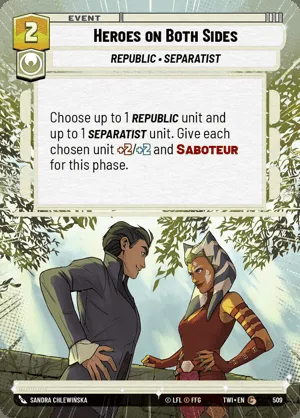 EVENT
2
HEROES ON BOTH SIDES
REPUBLIC • SEPARATIST
Choose up to 1 REPUBLIC unit and
up to 1 SEPARATIST unit. Give each
chosen unit +2/+2 and SABOTEUR
for this phase.
SANDRA CHLEWIŃSKA
© LFL © FFG
TWI • EN
C
509